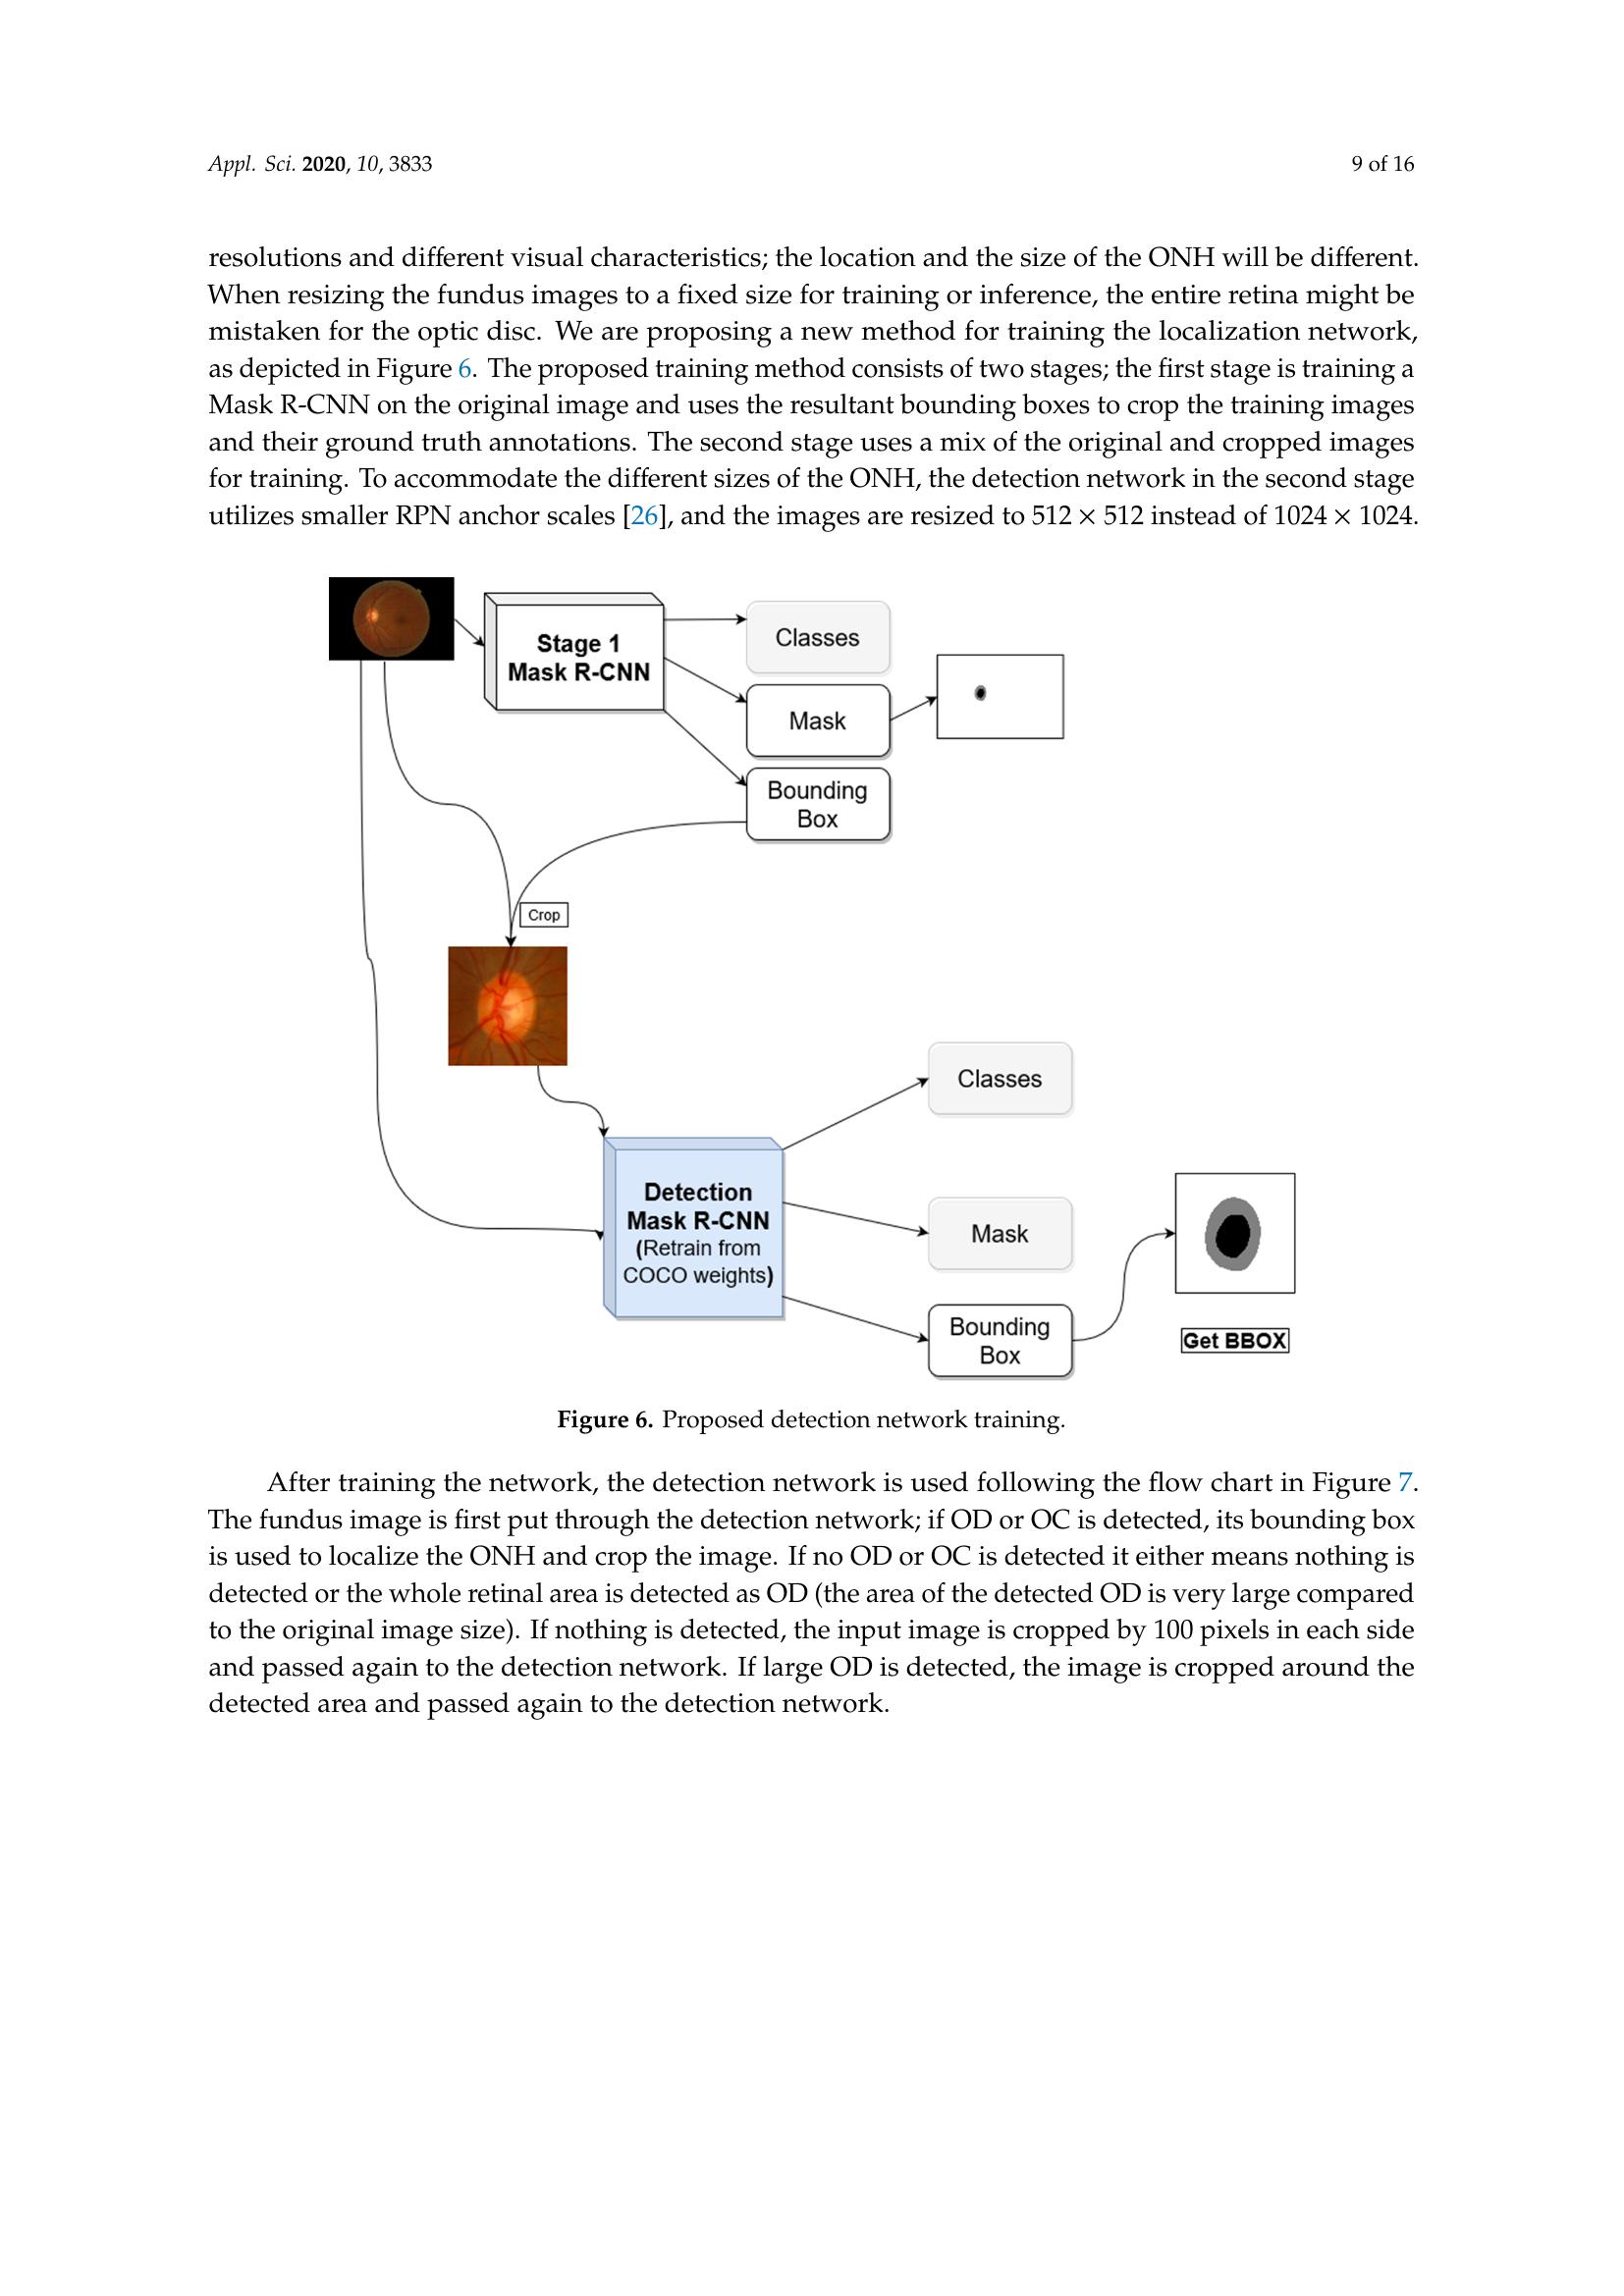 Appl. Sci. 2020, 10, 3833
9 of 16
resolutions and different visual characteristics; the location and the size of the ONH will be different.
When resizing the fundus images to a fixed size for training or inference, the entire retina might be
mistaken for the optic disc. We are proposing a new method for training the localization network,
as depicted in Figure 6. The proposed training method consists of two stages; the first stage is training a
Mask R-CNN on the original image and uses the resultant bounding boxes to crop the training images
and their ground truth annotations. The second stage uses a mix of the original and cropped images
for training. To accommodate the different sizes of the ONH, the detection network in the second stage
utilizes smaller RPN anchor scales [26], and the images are resized to 512 × 512 instead of 1024 × 1024.
Stage 1
Mask R-CNN
Classes
Mask
Bounding
Box
Crop
Detection
Mask R-CNN
(Retrain from
COCO weights)
Classes
Mask
Bounding
Box
Get BBOX
Figure 6. Proposed detection network training.
After training the network, the detection network is used following the flow chart in Figure 7.
The fundus image is first put through the detection network; if OD or OC is detected, its bounding box
is used to localize the ONH and crop the image. If no OD or OC is detected it either means nothing is
detected or the whole retinal area is detected as OD (the area of the detected OD is very large compared
to the original image size). If nothing is detected, the input image is cropped by 100 pixels in each side
and passed again to the detection network. If large OD is detected, the image is cropped around the
detected area and passed again to the detection network.